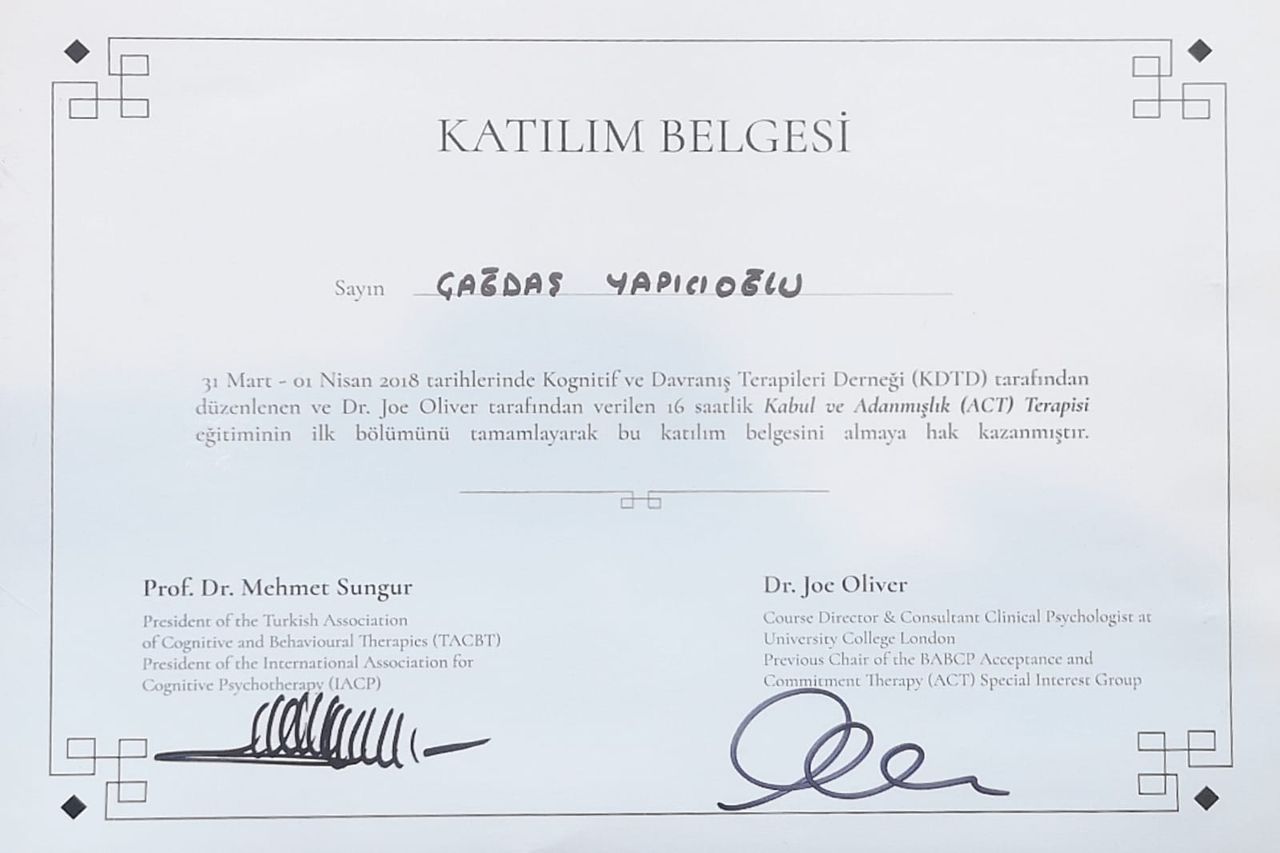 KATILIM BELGESİ
Sayın ÇAĞDAŞ YAPICIOĞLU
31 Mart - 01 Nisan 2018 tarihlerinde Kognitif ve Davranış Terapileri Derneği (KDTD) tarafından
düzenlenen ve Dr. Joe Oliver tarafından verilen 16 saatlik Kabul ve Adanmışlık (ACT) Terapisi
eğitiminin ilk bölümünü tamamlayarak bu katılım belgesini almaya hak kazanmıştır.
Prof. Dr. Mehmet Sungur
President of the Turkish Association
of Cognitive and Behavioural Therapies (TACBT)
President of the International Association for
Cognitive Psychotherapy (IACP)
Dr. Joe Oliver
Course Director & Consultant Clinical Psychologist at
University College London
Previous Chair of the BABCP Acceptance and
Commitment Therapy (ACT) Special Interest Group